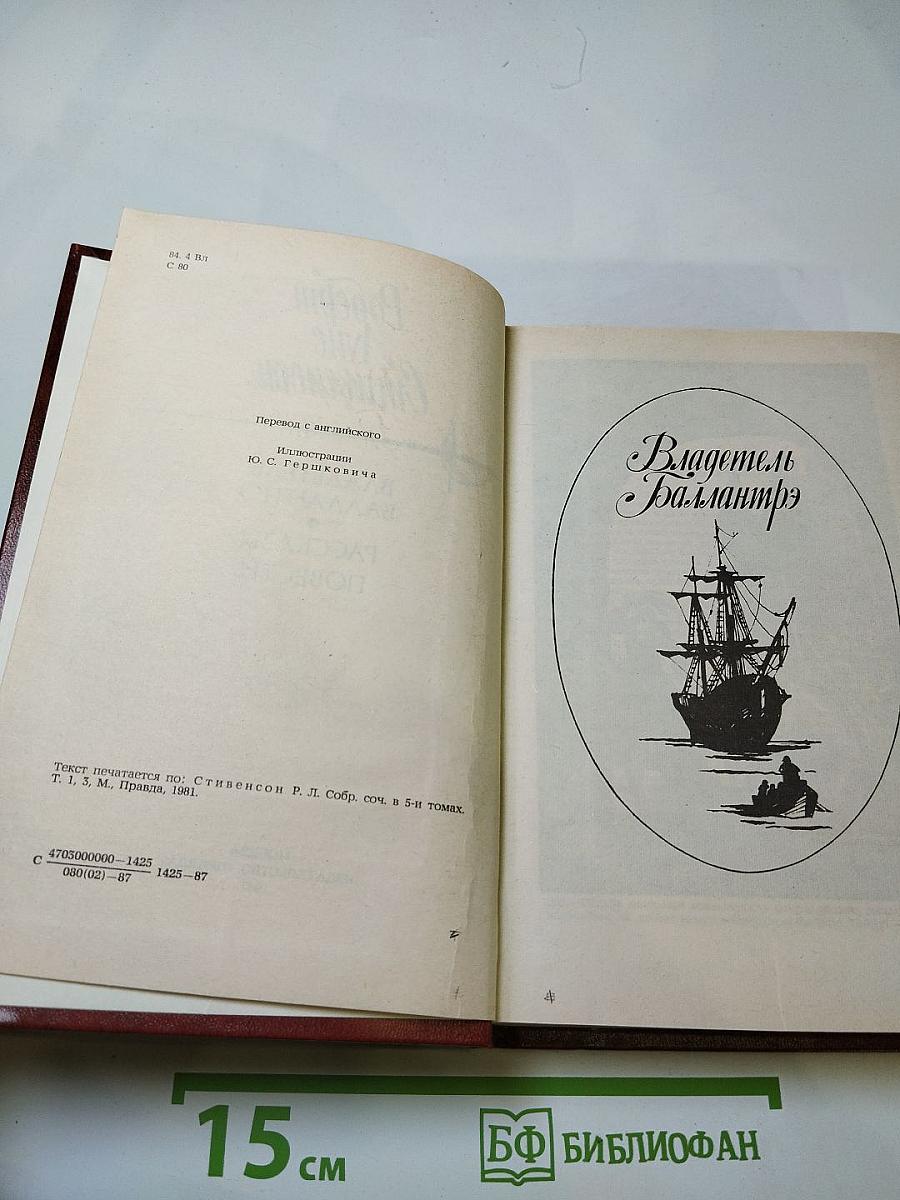 84. 4 Вл
С 80
Перевод с английского
Иллюстрации
Ю. С. Гершковича
Текст печатается по: Стивенсон Р. Л. Собр. соч. в 5-и томах.
Т. 1, 3, М., Правда, 1981.
С 4703000000—1425
080(02)—87 1425—87
Владетель
Баллантрэ
15 см
БФ БИБЛИОФАН